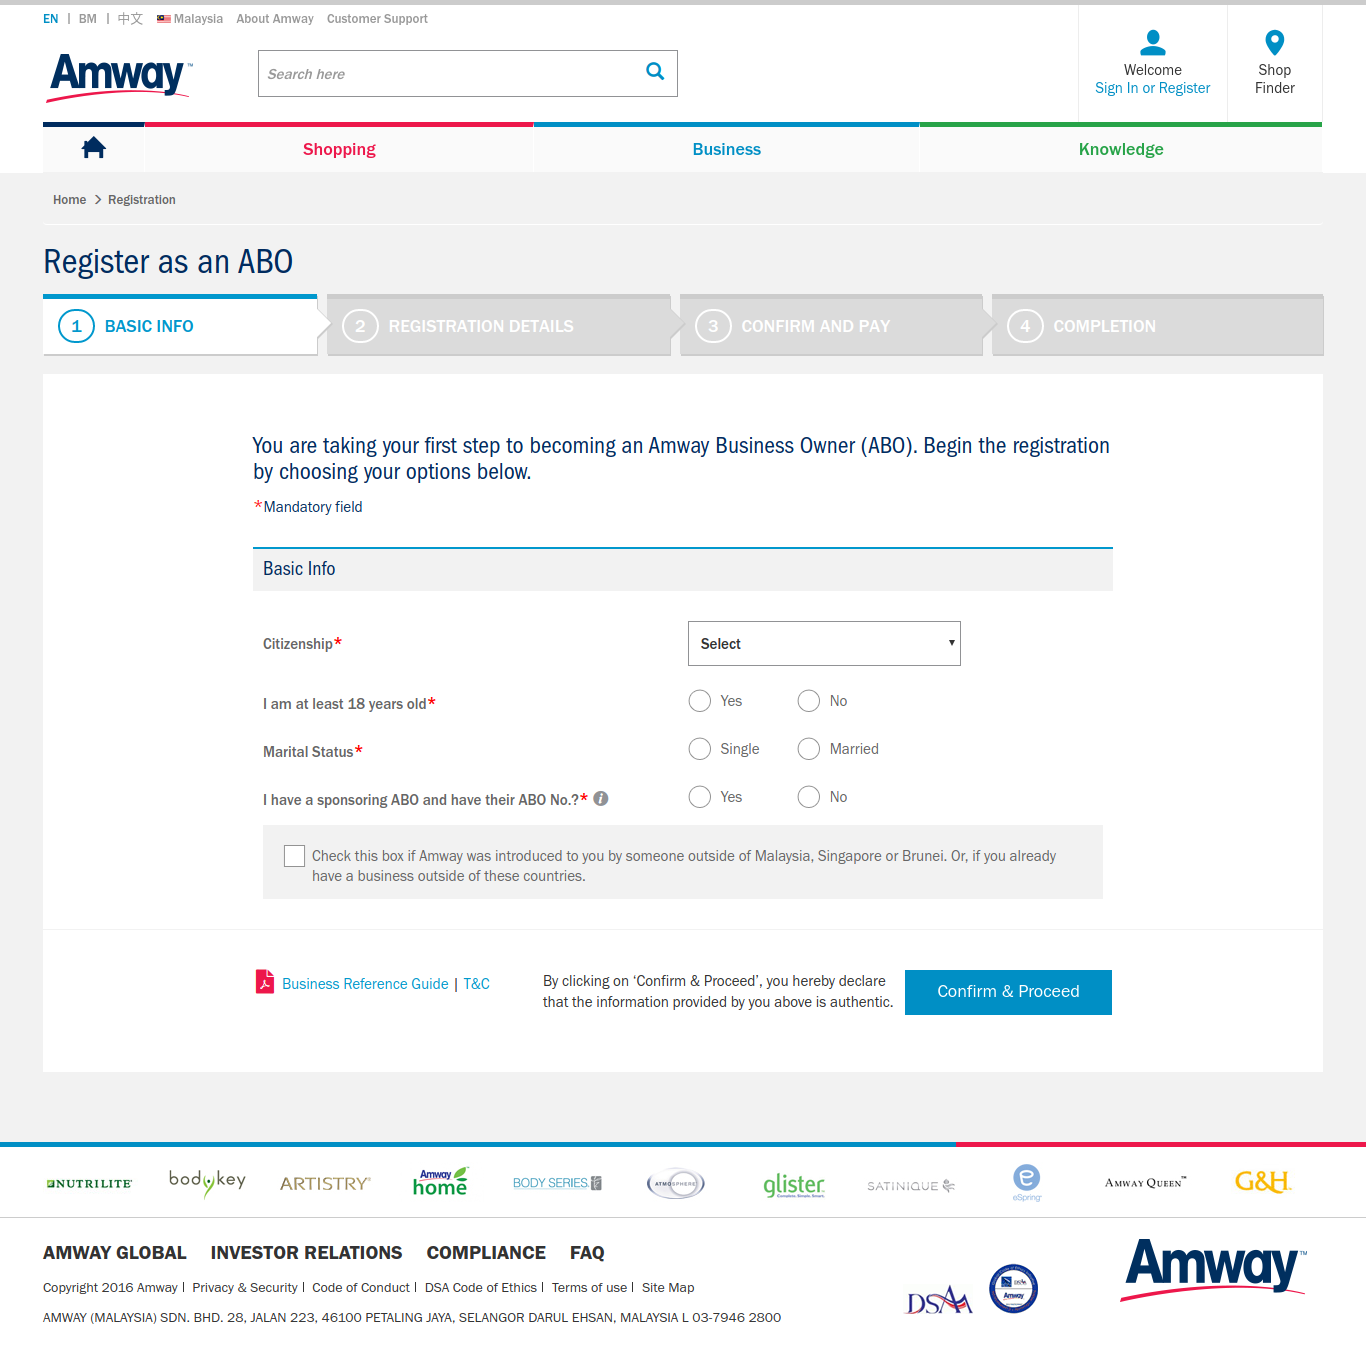 EN | BM | 中文 Malaysia About Amway Customer Support
Amway™
Search here
Welcome
Sign In or Register
Shop
Finder
Shopping
Business
Knowledge
Home > Registration
Register as an ABO
1 BASIC INFO
2 REGISTRATION DETAILS
3 CONFIRM AND PAY
4 COMPLETION
You are taking your first step to becoming an Amway Business Owner (ABO). Begin the registration
by choosing your options below.
*Mandatory field
Basic Info
Citizenship* Select
I am at least 18 years old* Yes No
Marital Status* Single Married
I have a sponsoring ABO and have their ABO No.?* i Yes No
Check this box if Amway was introduced to you by someone outside of Malaysia, Singapore or Brunei. Or, if you already
have a business outside of these countries.
Business Reference Guide | T&C
By clicking on ‘Confirm & Proceed’, you hereby declare
that the information provided by you above is authentic.
Confirm & Proceed
NUTRILITE
bodykey
ARTISTRY
Amway
home
BODY SERIES
ATMOSPHERE
glister
SATINIQUE
e
eSpring
AMWAY QUEEN™
G&H
AMWAY GLOBAL INVESTOR RELATIONS COMPLIANCE FAQ
Copyright 2016 Amway | Privacy & Security | Code of Conduct | DSA Code of Ethics | Terms of use | Site Map
AMWAY (MALAYSIA) SDN. BHD. 28, JALAN 223, 46100 PETALING JAYA, SELANGOR DARUL EHSAN, MALAYSIA L 03-7946 2800
DSAM
Amway
Amway™